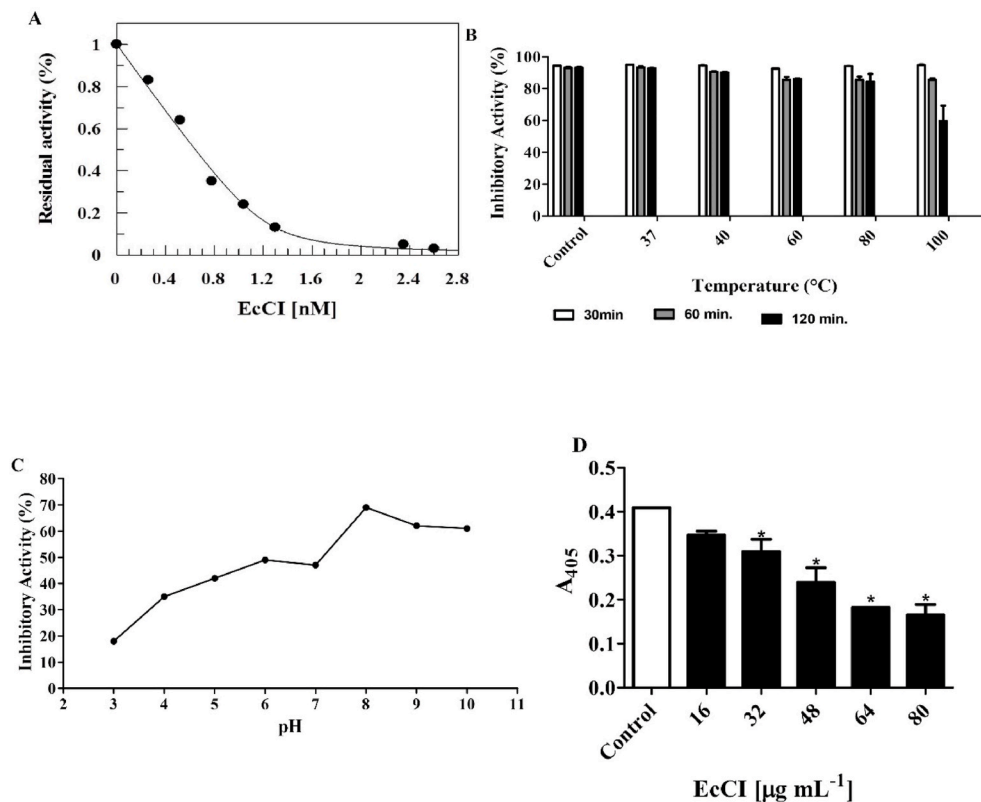 A
Residual activity (%)
1
0.8
0.6
0.4
0.2
0
0 0.4 0.8 1.2 1.6 2 2.4 2.8
EcCI [nM]
B
Inhibitory Activity (%)
100
80
60
40
20
0
Control 37 40 60 80 100
Temperature (°C)
30min 60 min. 120 min.
C
Inhibitory Activity (%)
80
70
60
50
40
30
20
10
0
2 3 4 5 6 7 8 9 10 11
pH
D
A405
0.5
0.4
0.3
0.2
0.1
0.0
* * * *
Control 16 32 48 64 80
EcCI [µg mL⁻¹]